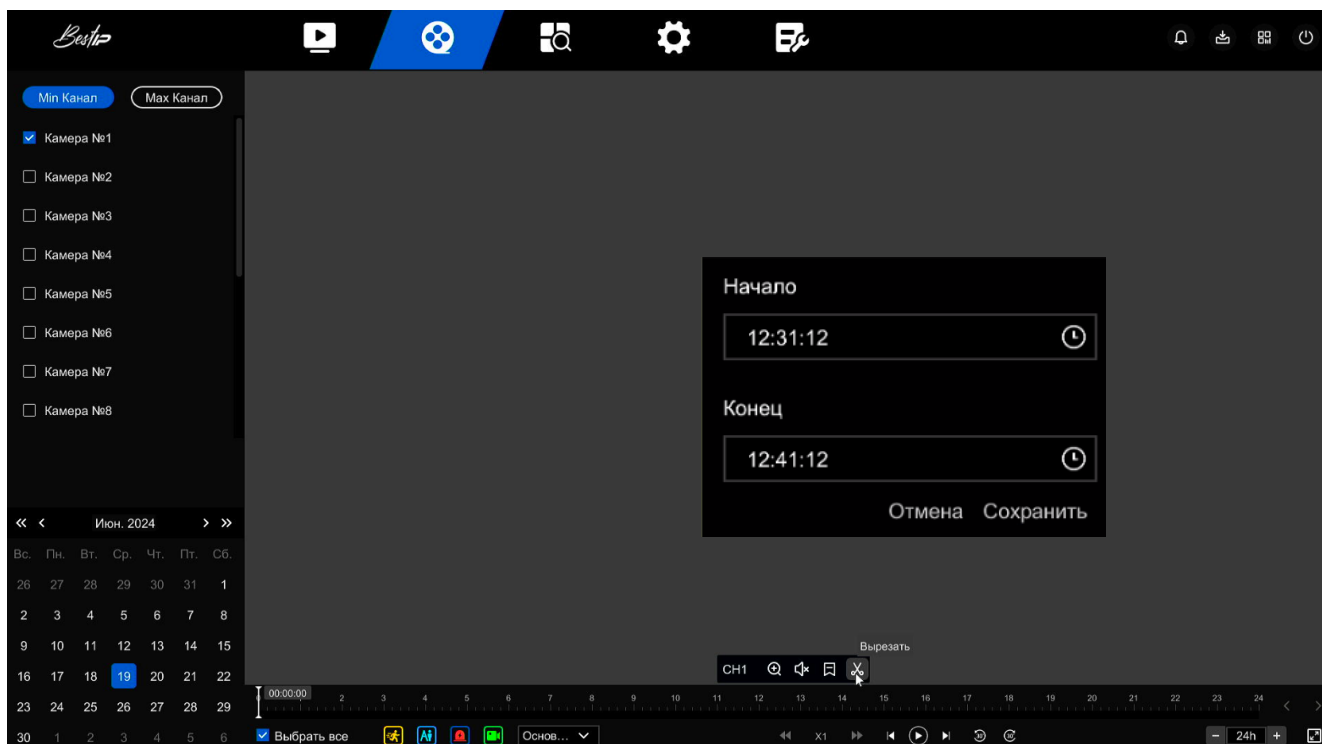 BestIP
Min Канал Max Канал
Камера №1
Камера №2
Камера №3
Камера №4
Камера №5
Камера №6
Камера №7
Камера №8
Начало
12:31:12
Конец
12:41:12
Отмена Сохранить
Июн. 2024
Вс. Пн. Вт. Ср. Чт. Пт. Сб.
26 27 28 29 30 31 1
2 3 4 5 6 7 8
9 10 11 12 13 14 15
16 17 18 19 20 21 22
23 24 25 26 27 28 29
30 1 2 3 4 5 6
Вырезать
CH1
00:00:00 2 3 4 5 6 7 8 9 10 11 12 13 14 15 16 17 18 19 20 21 22 23 24
Выбрать все Ai Основ... X1 30 30 24h